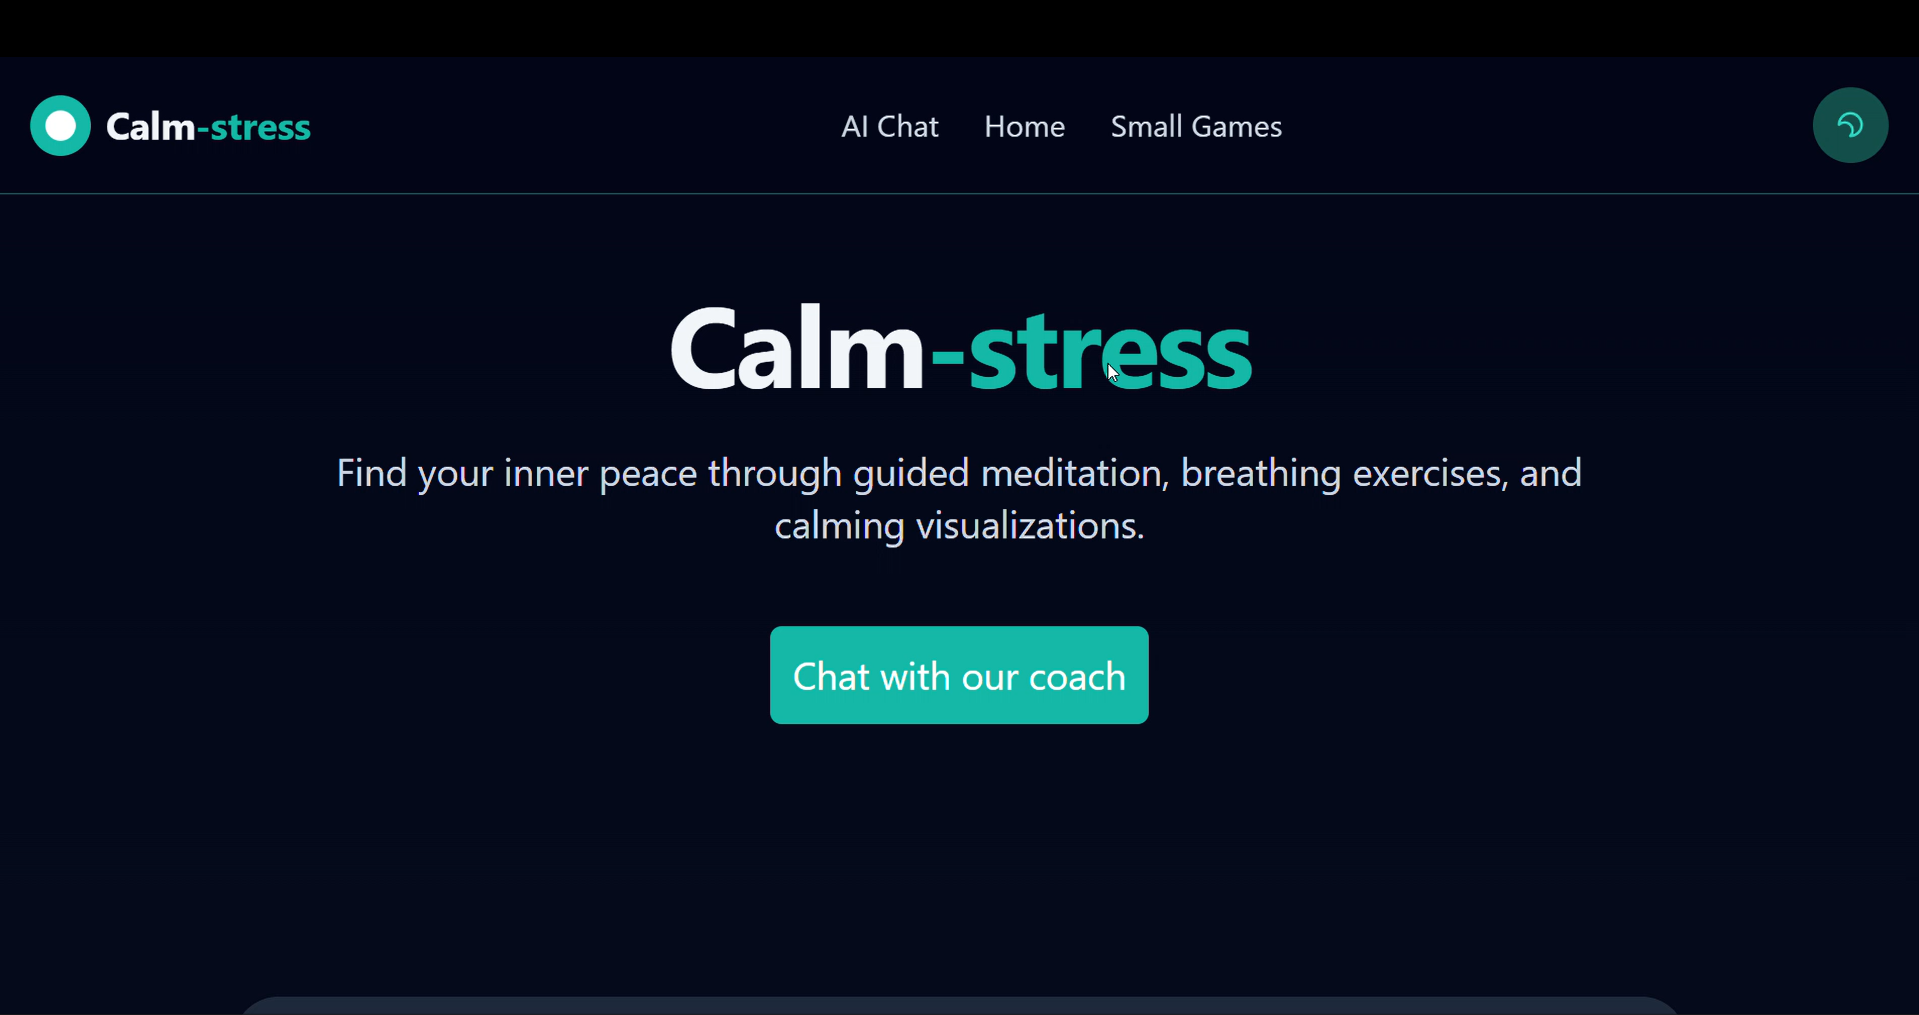 Calm-stress
AI Chat
Home
Small Games
Calm-stress
Find your inner peace through guided meditation, breathing exercises, and
calming visualizations.
Chat with our coach